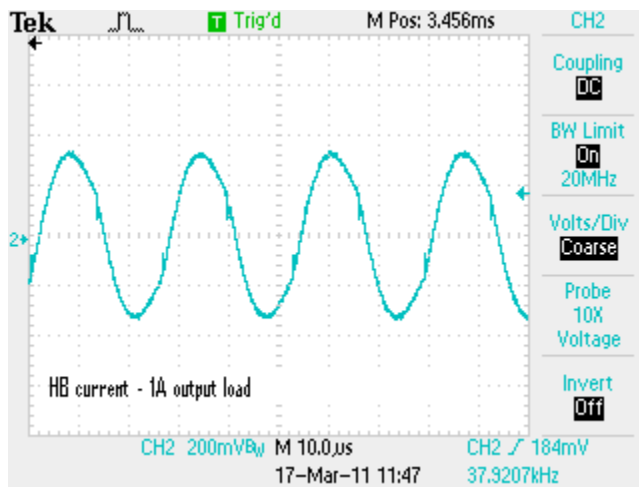 Tek T Trig'd M Pos: 3.456ms CH2
Coupling
DC
BW Limit
On
20MHz
Volts/Div
Coarse
Probe
10X
Voltage
Invert
Off
2
HB current - 1A output load
CH2 200mVBW M 10.0µs CH2 184mV
17-Mar-11 11:47 37.9207kHz